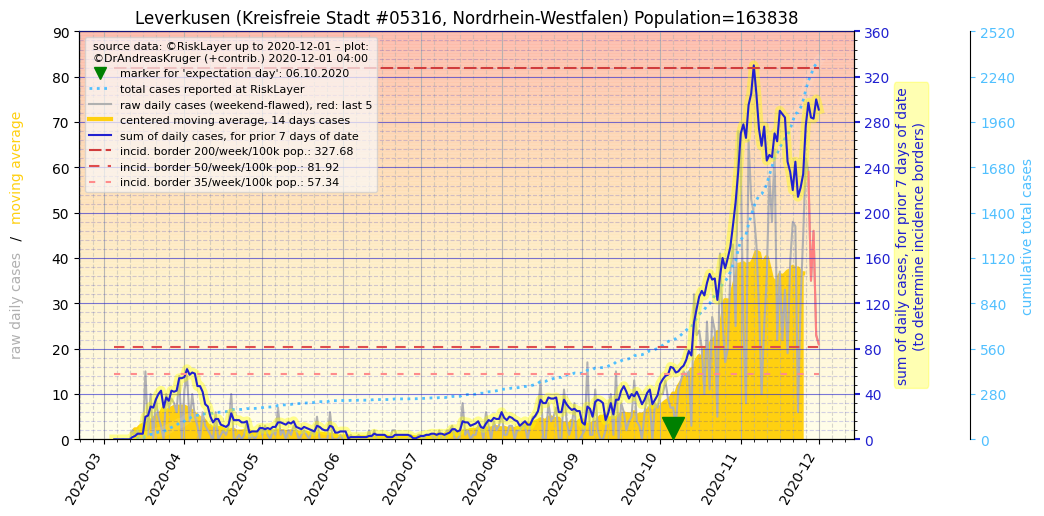 Leverkusen (Kreisfreie Stadt #05316, Nordrhein-Westfalen) Population=163838
source data: ©RiskLayer up to 2020-12-01 – plot:
©DrAndreasKruger (+contrib.) 2020-12-01 04:00
marker for 'expectation day': 06.10.2020
total cases reported at RiskLayer
raw daily cases (weekend-flawed), red: last 5
centered moving average, 14 days cases
sum of daily cases, for prior 7 days of date
incid. border 200/week/100k pop.: 327.68
incid. border 50/week/100k pop.: 81.92
incid. border 35/week/100k pop.: 57.34
raw daily cases / moving average
90
80
70
60
50
40
30
20
10
0
2020-03
2020-04
2020-05
2020-06
2020-07
2020-08
2020-09
2020-10
2020-11
2020-12
360
320
280
240
200
160
120
80
40
0
sum of daily cases, for prior 7 days of date
(to determine incidence borders)
2520
2240
1960
1680
1400
1120
840
560
280
0
cumulative total cases